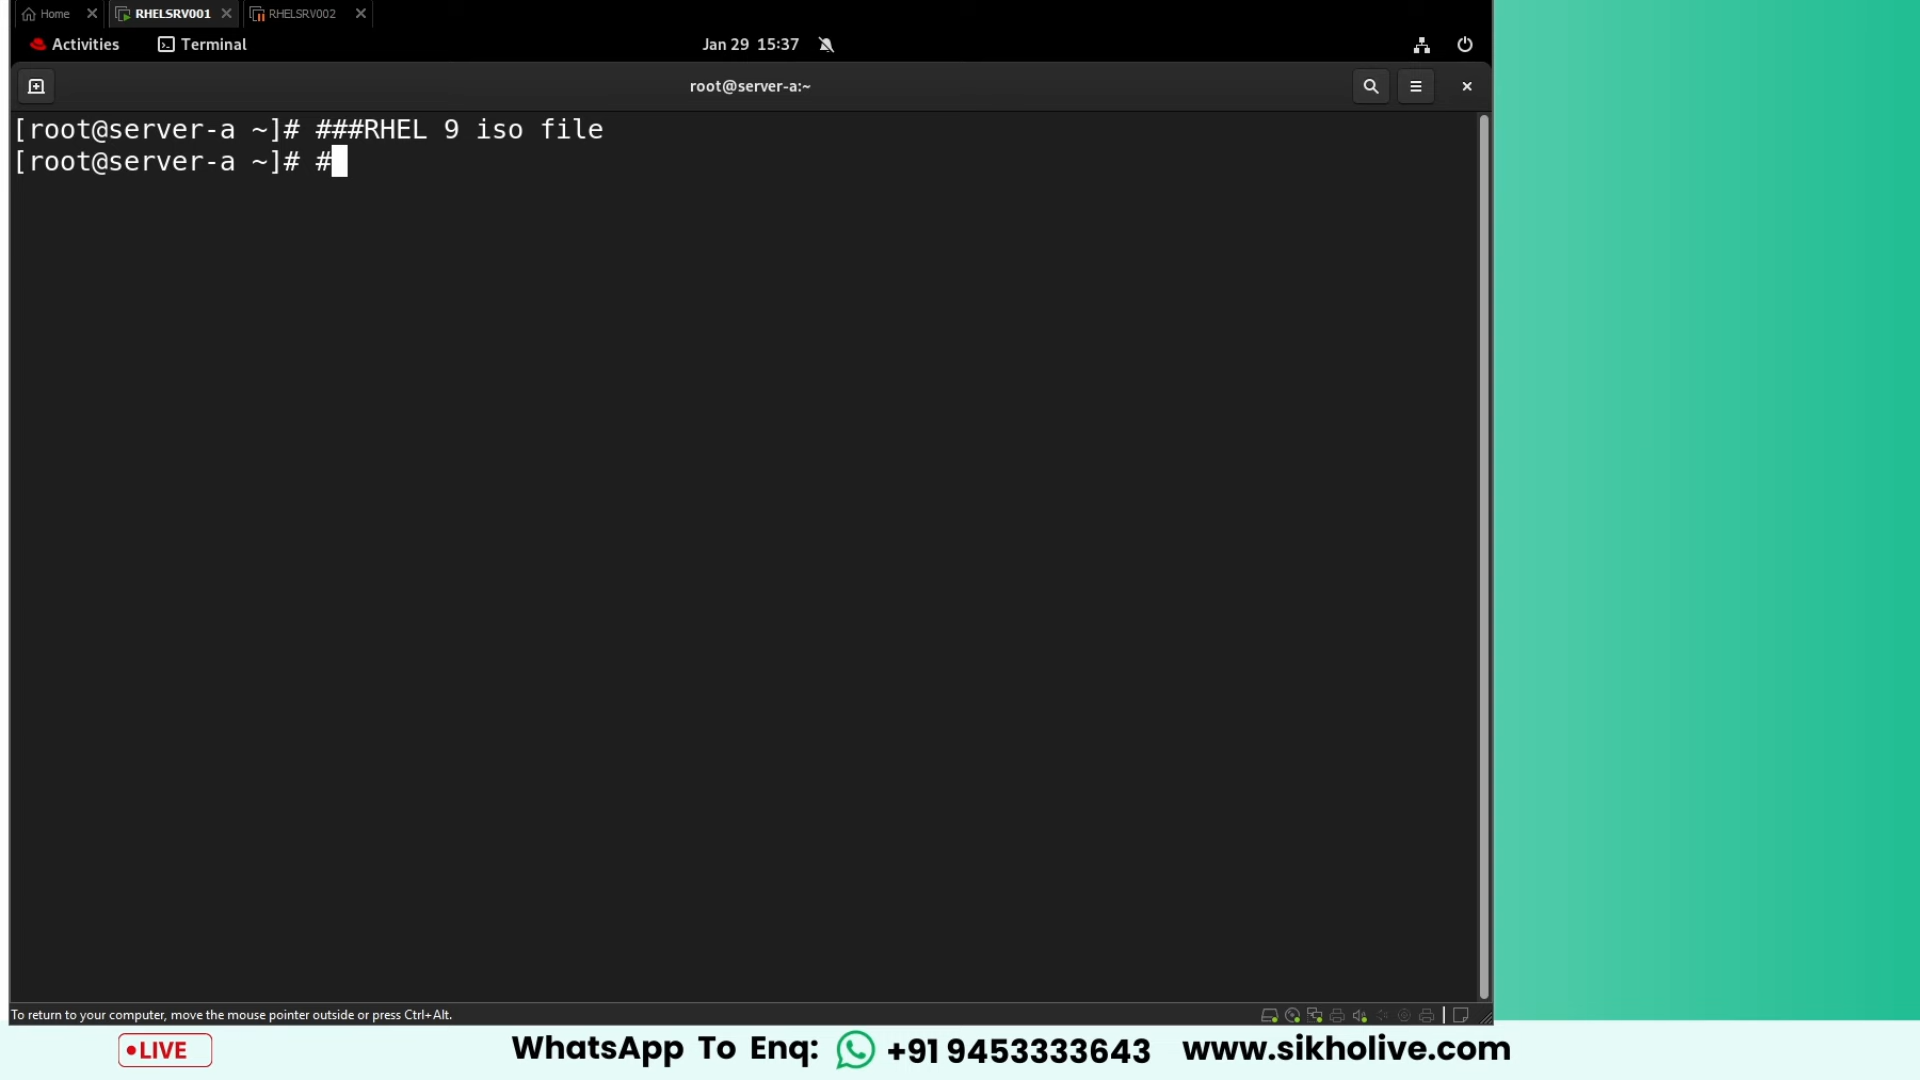 Home
RHELSRV001
RHELSRV002
Activities
Terminal
Jan 29 15:37
root@server-a:~
[root@server-a ~]# ###RHEL 9 iso file
[root@server-a ~]# #
To return to your computer, move the mouse pointer outside or press Ctrl+Alt.
LIVE
WhatsApp To Enq: +91 9453333643 www.sikholive.com